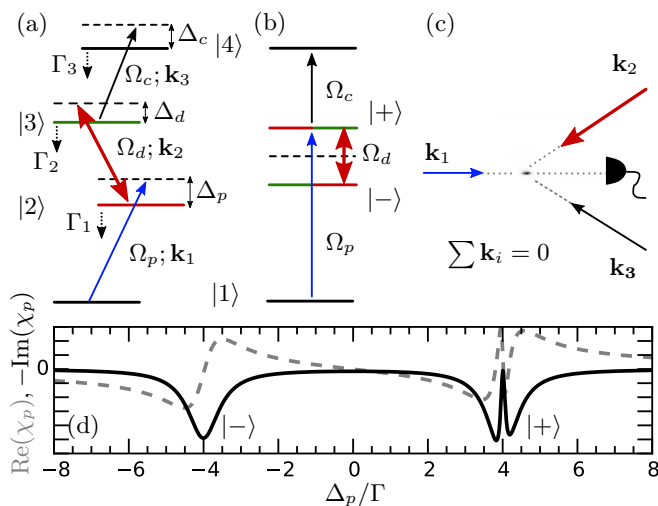 (a)
Δc
|4⟩
Γ3
Ωc; k3
|3⟩
Δd
Γ2
Ωd; k2
Δp
|2⟩
Γ1
Ωp; k1
|1⟩
(b)
Ωc
|+⟩
Ωd
|−⟩
Ωp
(c)
k2
k1
k3
∑ ki = 0
Re(χp), −Im(χp)
0
(d)
|−⟩
|+⟩
−8 −6 −4 −2 0 2 4 6 8
Δp/Γ